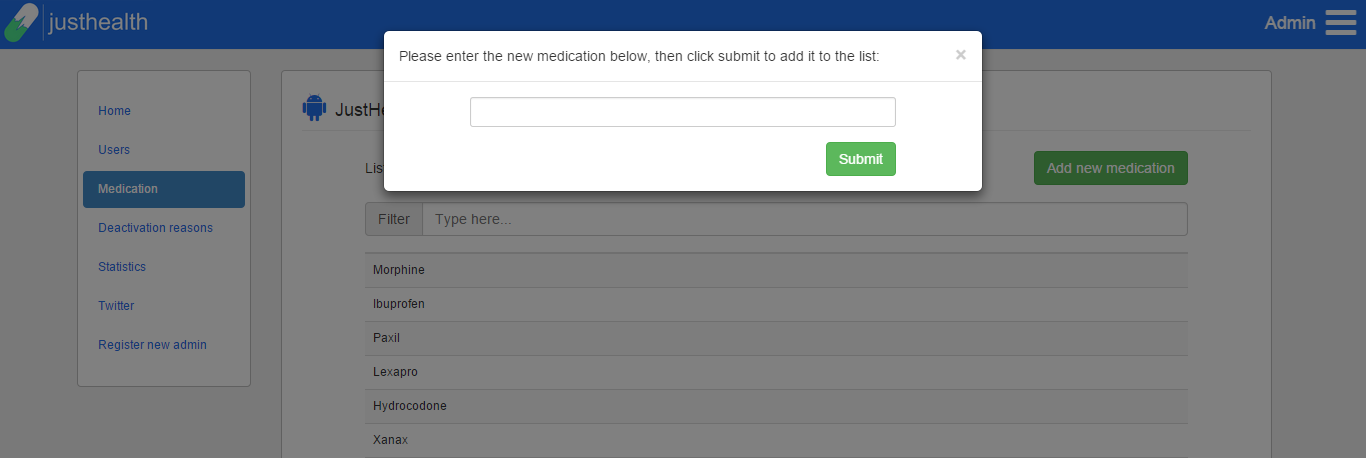 justhealth
Admin
Please enter the new medication below, then click submit to add it to the list:
×
Submit
Home
Users
Medication
Deactivation reasons
Statistics
Twitter
Register new admin
JustHe
Lis
Add new medication
Filter
Type here...
Morphine
Ibuprofen
Paxil
Lexapro
Hydrocodone
Xanax